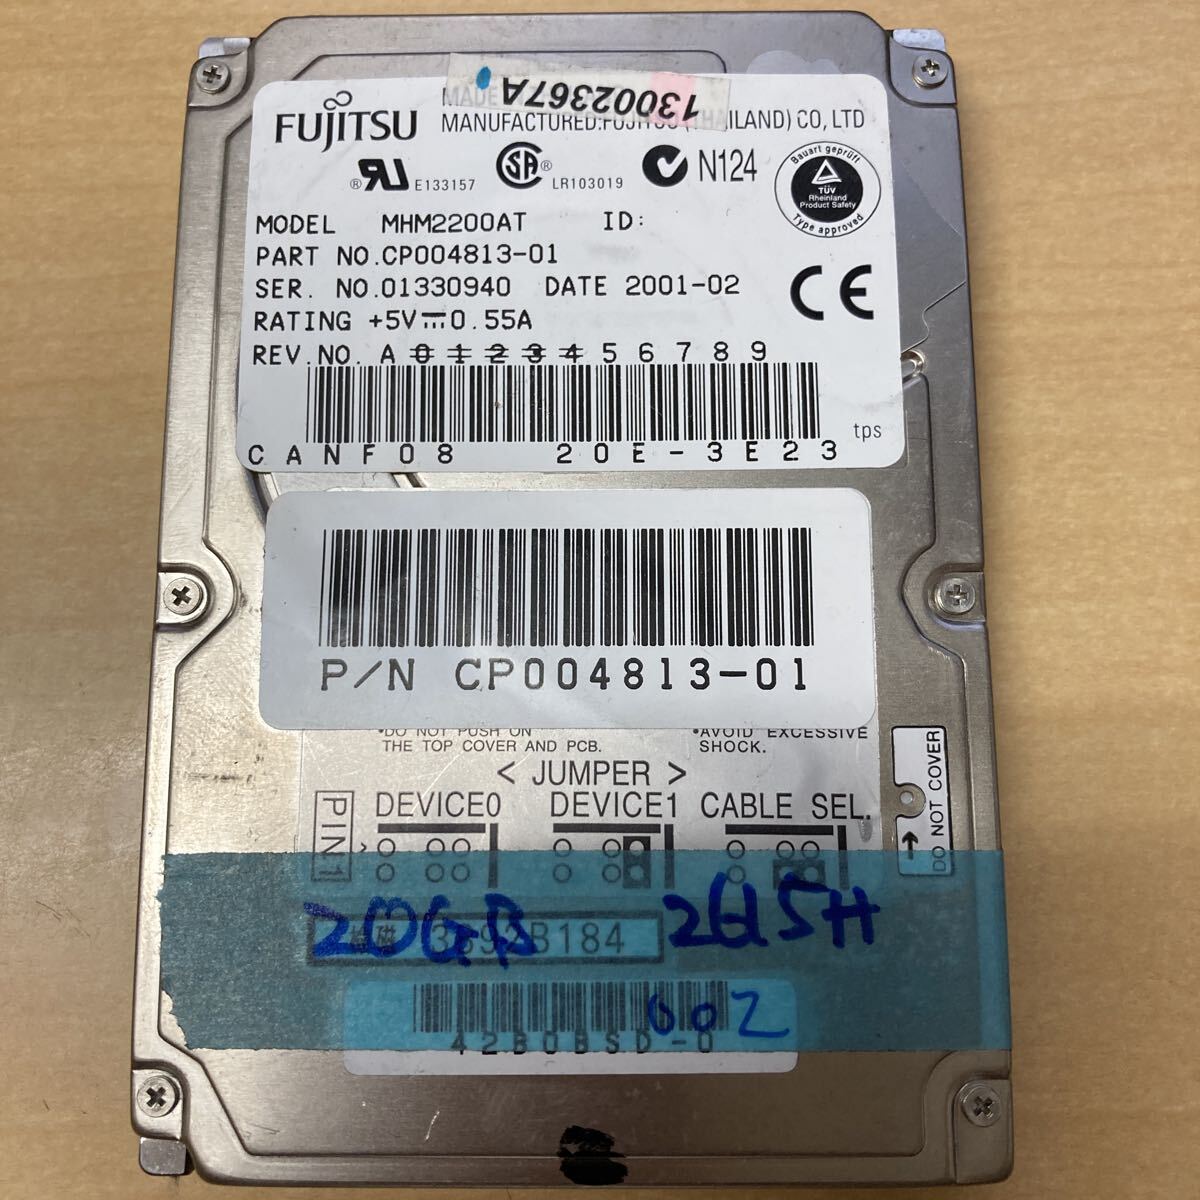 13002367A
FUJITSU
MADE
MANUFACTURED:FUJITSU (THAILAND) CO, LTD
E133157
LR103019
N124
Bauart geprüft
TÜV
Rheinland
Product Safety
Type approved
MODEL MHM2200AT ID:
PART NO.CP004813-01
SER. NO.01330940 DATE 2001-02
RATING +5V⎓0.55A
CE
REV.NO. A 0 1 2 3 4 5 6 7 8 9
tps
CANF08 20E-3E23
P/N CP004813-01
•DO NOT PUSH ON
THE TOP COVER AND PCB.
•AVOID EXCESSIVE
SHOCK.
< JUMPER >
PIN1
DEVICE0 DEVICE1 CABLE SEL.
DO NOT COVER
20GB
B184
002
42B0BSD-0